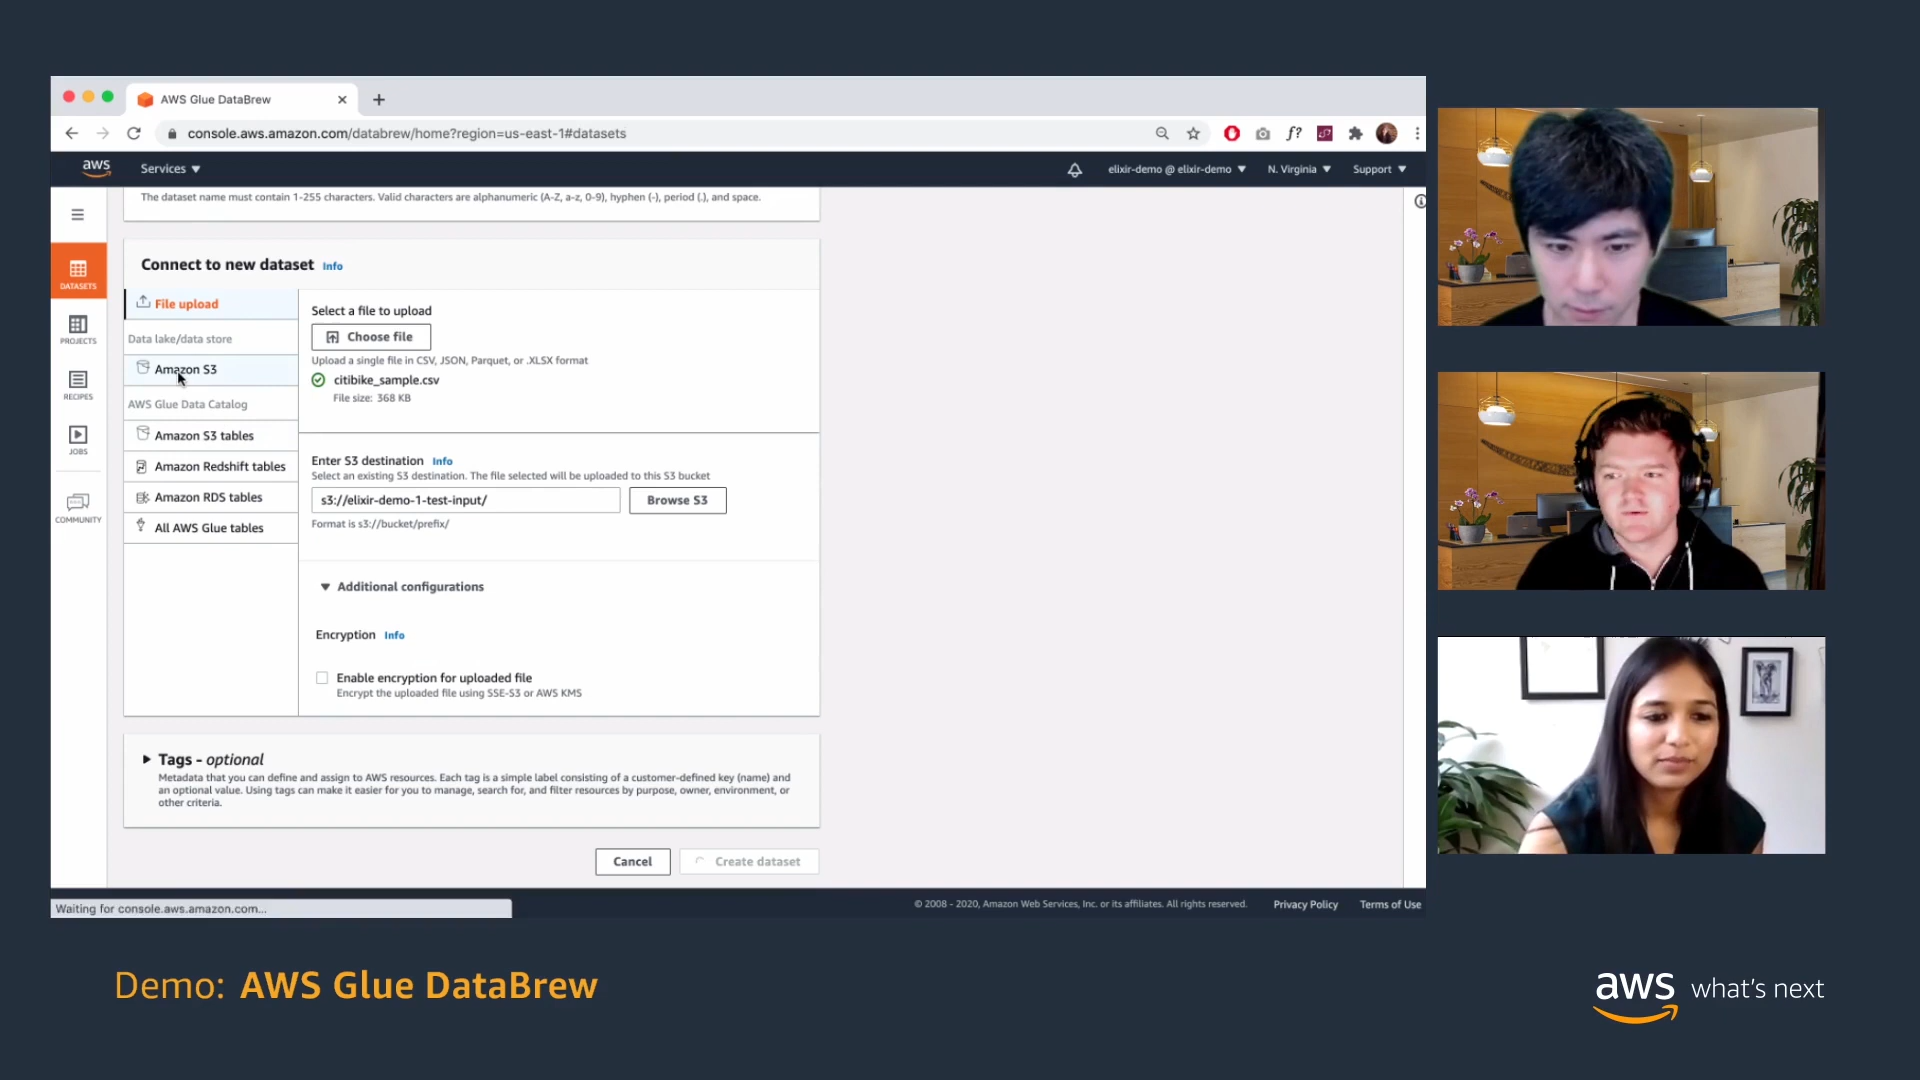 AWS Glue DataBrew
console.aws.amazon.com/databrew/home?region=us-east-1#datasets
f?
aws
Services
elixir-demo @ elixir-demo
N. Virginia
Support
The dataset name must contain 1-255 characters. Valid characters are alphanumeric (A-Z, a-z, 0-9), hyphen (-), period (.), and space.
DATASETS
PROJECTS
RECIPES
JOBS
COMMUNITY
Connect to new dataset Info
File upload
Data lake/data store
Amazon S3
AWS Glue Data Catalog
Amazon S3 tables
Amazon Redshift tables
Amazon RDS tables
All AWS Glue tables
Select a file to upload
Choose file
Upload a single file in CSV, JSON, Parquet, or .XLSX format
citibike_sample.csv
File size: 368 KB
Enter S3 destination Info
Select an existing S3 destination. The file selected will be uploaded to this S3 bucket
s3://elixir-demo-1-test-input/
Browse S3
Format is s3://bucket/prefix/
Additional configurations
Encryption Info
Enable encryption for uploaded file
Encrypt the uploaded file using SSE-S3 or AWS KMS
Tags - optional
Metadata that you can define and assign to AWS resources. Each tag is a simple label consisting of a customer-defined key (name) and
an optional value. Using tags can make it easier for you to manage, search for, and filter resources by purpose, owner, environment, or
other criteria.
Cancel
Create dataset
Waiting for console.aws.amazon.com...
© 2008 - 2020, Amazon Web Services, Inc. or its affiliates. All rights reserved.
Privacy Policy
Terms of Use
Demo: AWS Glue DataBrew
aws what's next